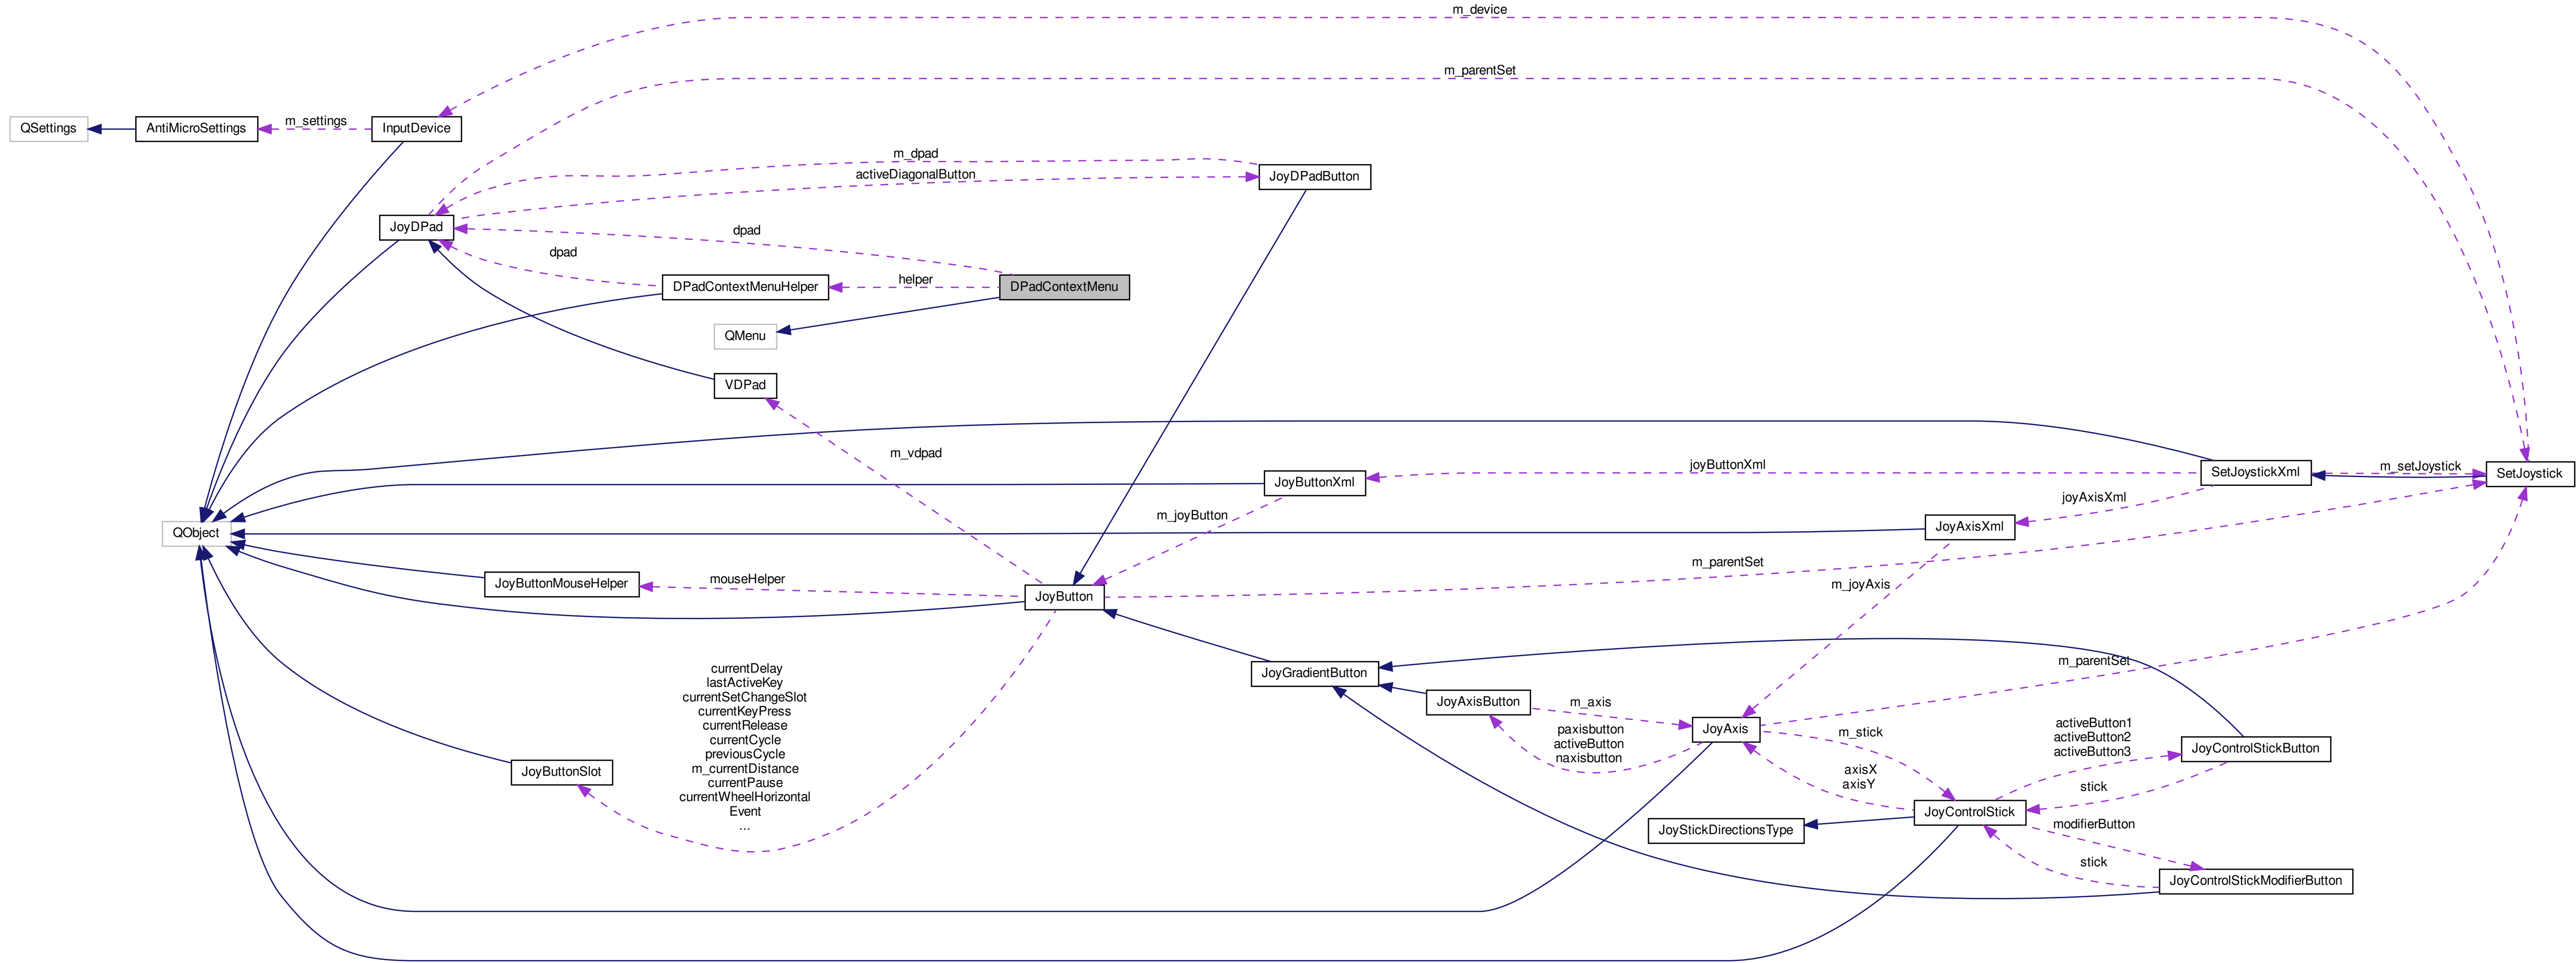 m_device
m_parentSet
QSettings
AntiMicroSettings
m_settings
InputDevice
m_dpad
activeDiagonalButton
JoyDPadButton
JoyDPad
dpad
dpad
DPadContextMenuHelper
helper
DPadContextMenu
QMenu
VDPad
m_vdpad
JoyButtonXml
joyButtonXml
SetJoystickXml
m_setJoystick
SetJoystick
joyAxisXml
m_joyButton
JoyAxisXml
QObject
m_parentSet
JoyButtonMouseHelper
mouseHelper
JoyButton
m_joyAxis
currentDelay
lastActiveKey
currentSetChangeSlot
currentKeyPress
currentRelease
currentCycle
previousCycle
m_currentDistance
currentPause
currentWheelHorizontal
Event
...
JoyButtonSlot
JoyGradientButton
m_parentSet
JoyAxisButton
m_axis
paxisbutton
activeButton
naxisbutton
JoyAxis
m_stick
activeButton1
activeButton2
activeButton3
JoyControlStickButton
axisX
axisY
stick
JoyControlStick
JoyStickDirectionsType
modifierButton
stick
JoyControlStickModifierButton